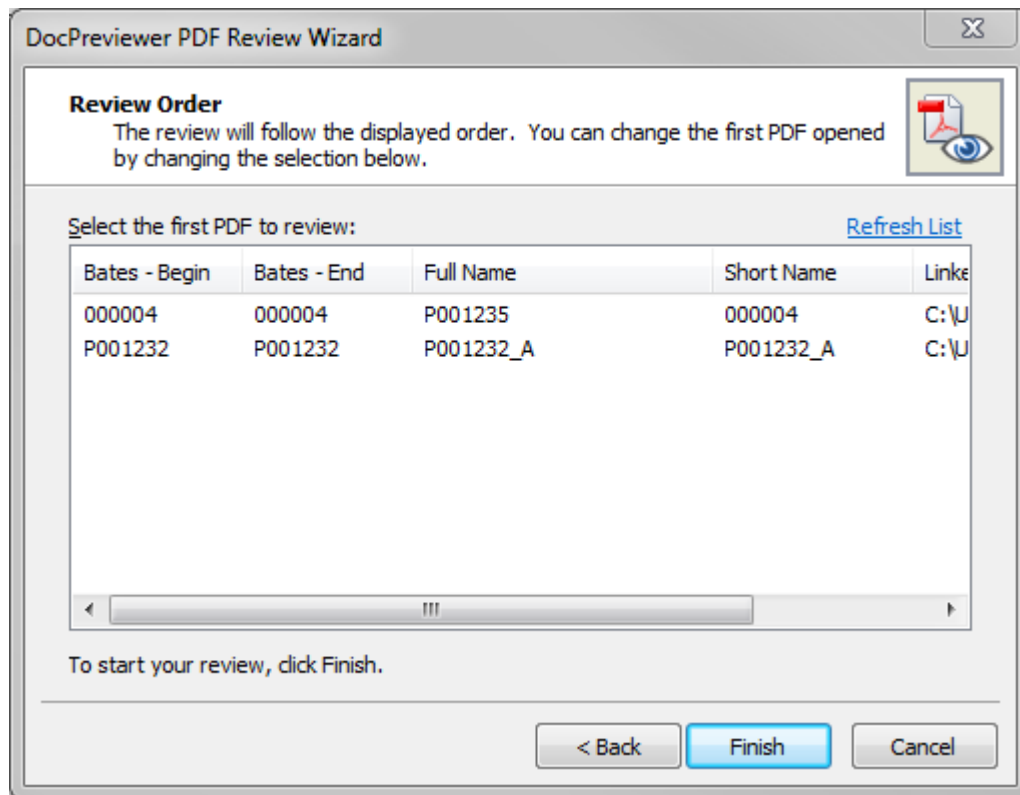 DocPreviewer PDF Review Wizard
Review Order
The review will follow the displayed order.  You can change the first PDF opened
by changing the selection below.
Select the first PDF to review: Refresh List
Bates - Begin Bates - End Full Name Short Name Linke
000004 000004 P001235 000004 C:\U
P001232 P001232 P001232_A P001232_A C:\U
To start your review, click Finish.
< Back Finish Cancel